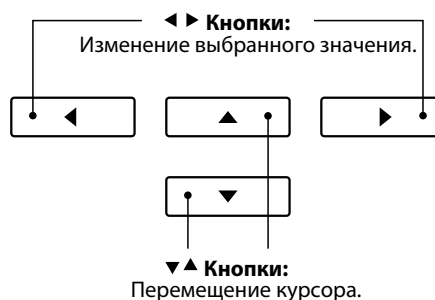 ◀ ▶ Кнопки:
Изменение выбранного значения.
▼▲ Кнопки:
Перемещение курсора.